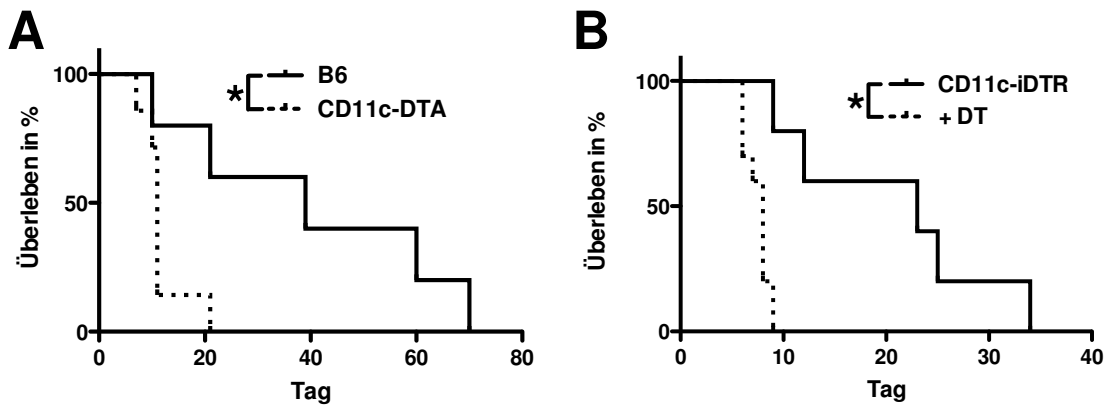 A
B6
*
CD11c-DTA
Überleben in %
100
50
0
0 20 40 60 80
Tag
B
CD11c-iDTR
*
+ DT
Überleben in %
100
50
0
0 10 20 30 40
Tag